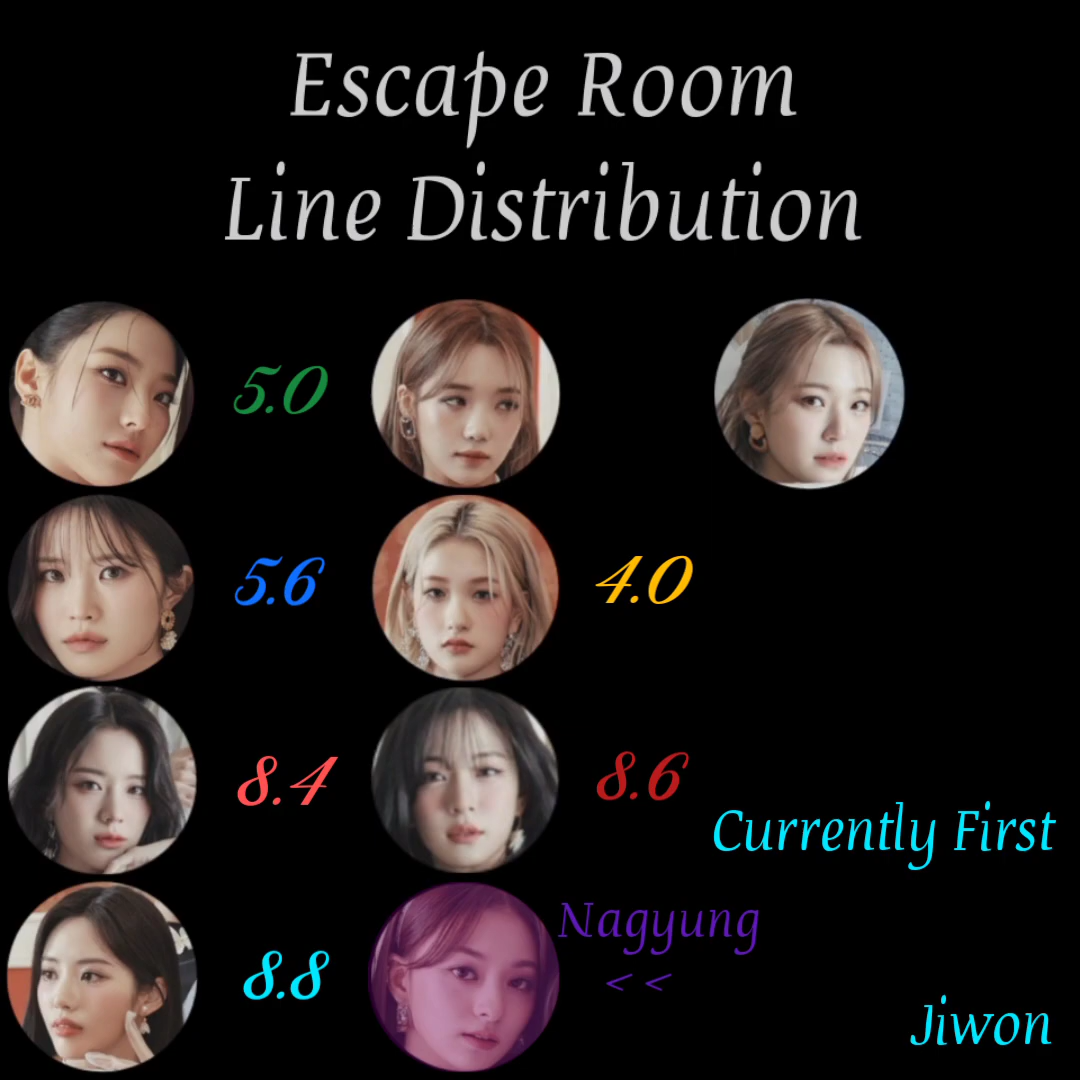 Escape Room
Line Distribution
5.0
5.6
4.0
8.4
8.6
Currently First
Nagyung
<<
8.8
Jiwon